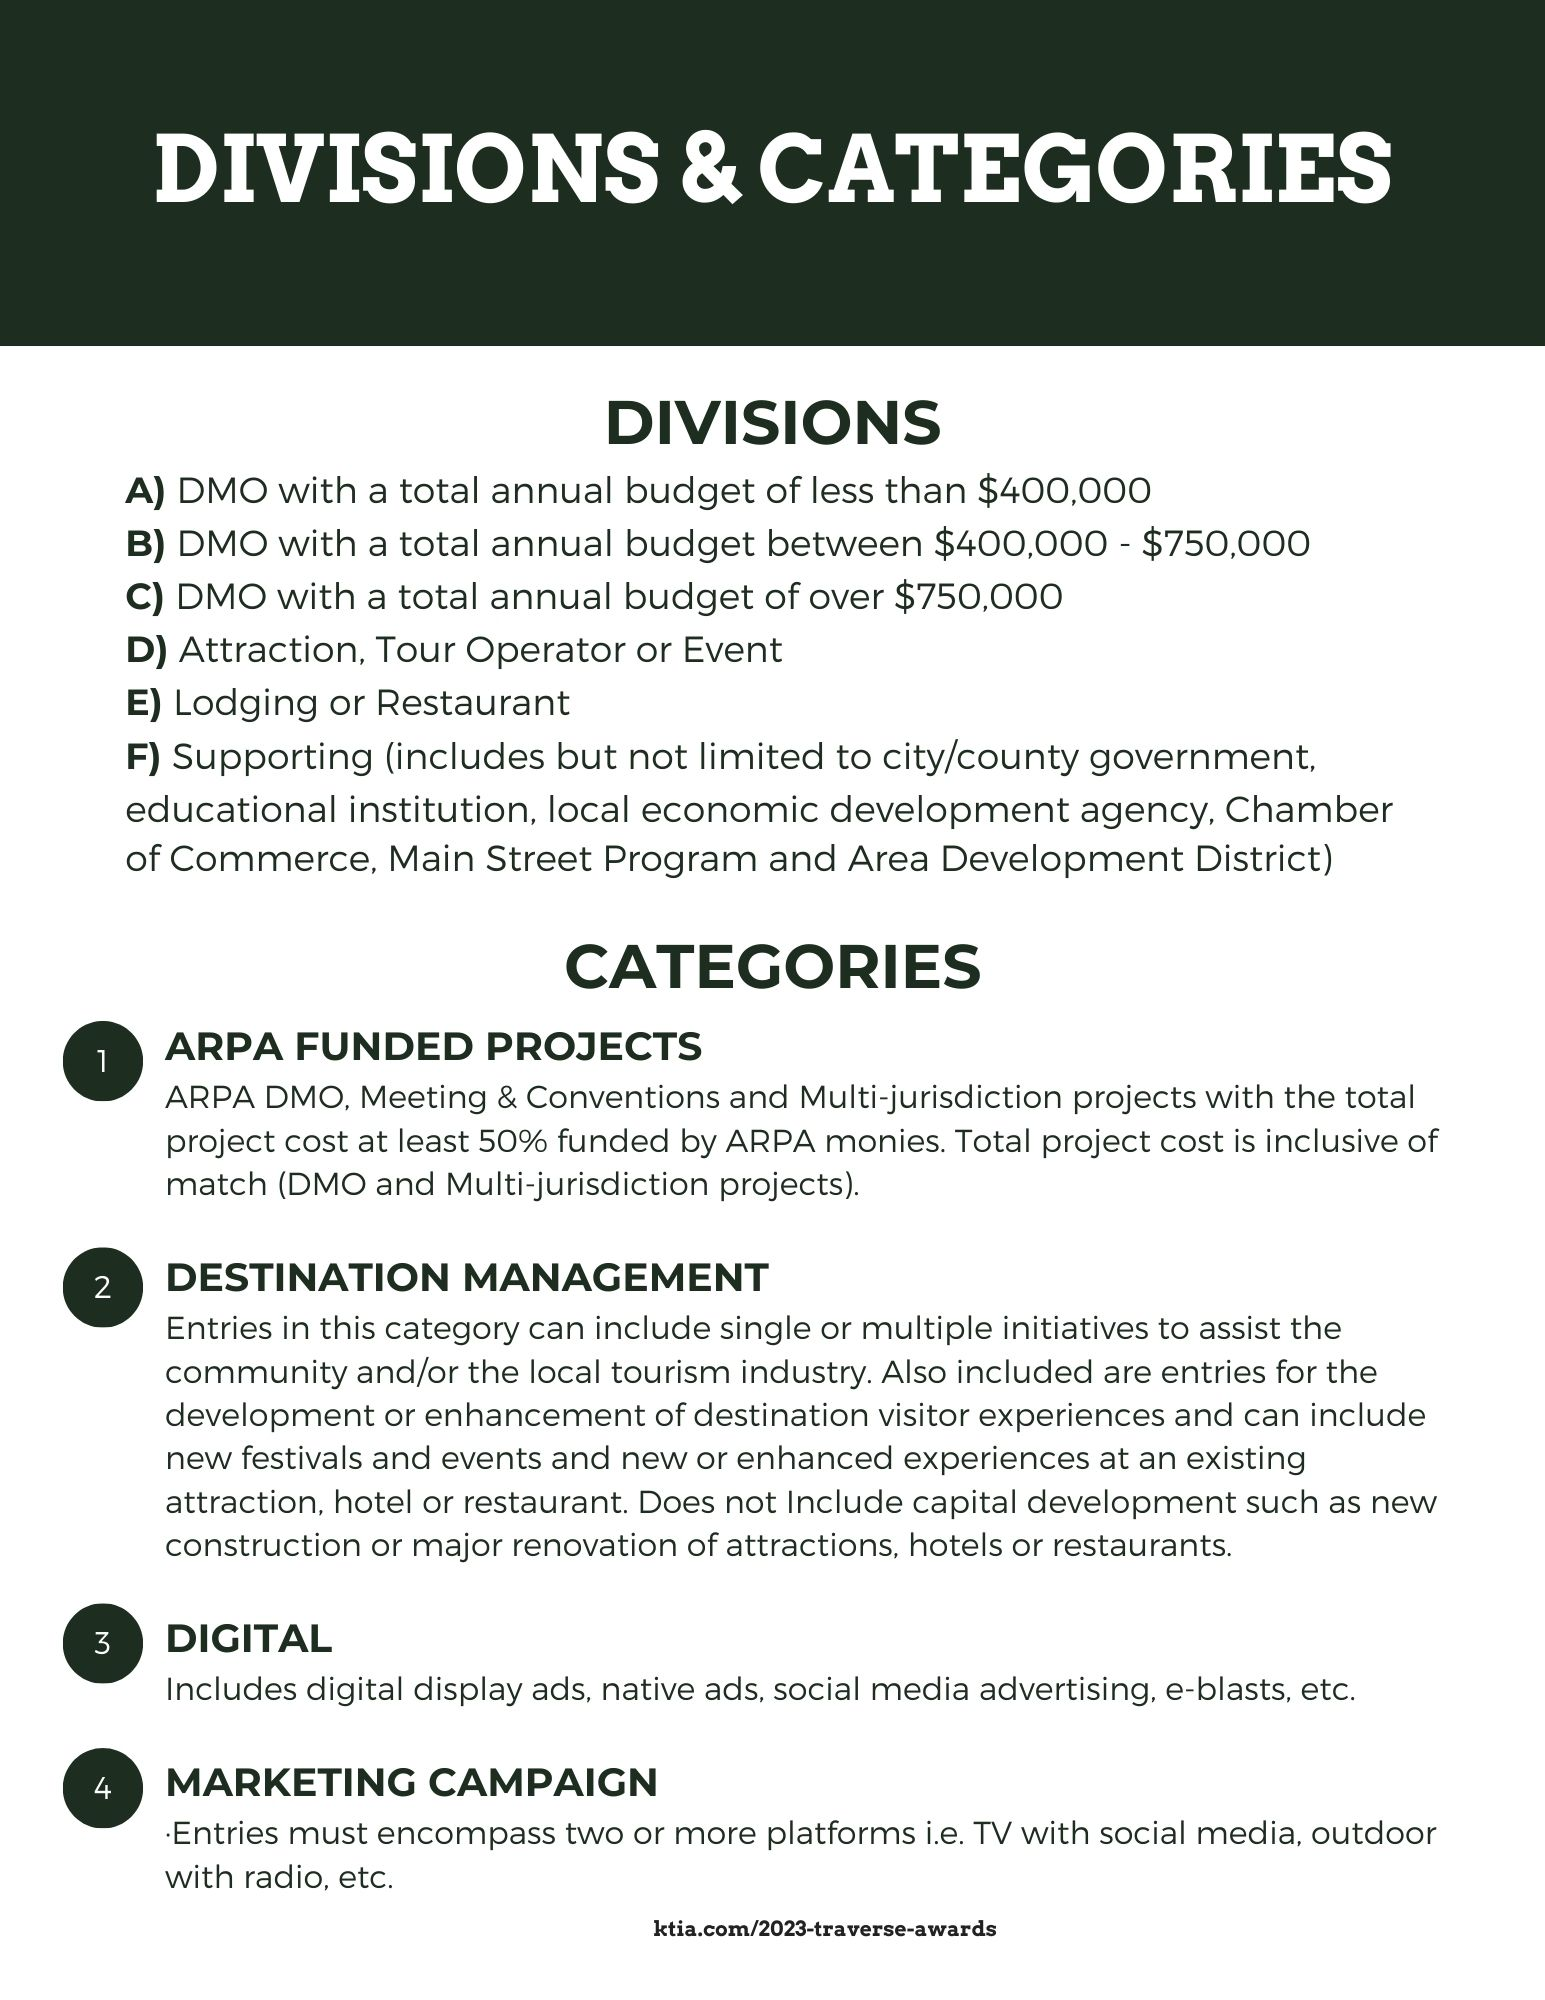 DIVISIONS & CATEGORIES
DIVISIONS
A) DMO with a total annual budget of less than $400,000
B) DMO with a total annual budget between $400,000 - $750,000
C) DMO with a total annual budget of over $750,000
D) Attraction, Tour Operator or Event
E) Lodging or Restaurant
F) Supporting (includes but not limited to city/county government,
educational institution, local economic development agency, Chamber
of Commerce, Main Street Program and Area Development District)
CATEGORIES
1 ARPA FUNDED PROJECTS
ARPA DMO, Meeting & Conventions and Multi-jurisdiction projects with the total
project cost at least 50% funded by ARPA monies. Total project cost is inclusive of
match (DMO and Multi-jurisdiction projects).
2 DESTINATION MANAGEMENT
Entries in this category can include single or multiple initiatives to assist the
community and/or the local tourism industry. Also included are entries for the
development or enhancement of destination visitor experiences and can include
new festivals and events and new or enhanced experiences at an existing
attraction, hotel or restaurant. Does not Include capital development such as new
construction or major renovation of attractions, hotels or restaurants.
3 DIGITAL
Includes digital display ads, native ads, social media advertising, e-blasts, etc.
4 MARKETING CAMPAIGN
·Entries must encompass two or more platforms i.e. TV with social media, outdoor
with radio, etc.
ktia.com/2023-traverse-awards